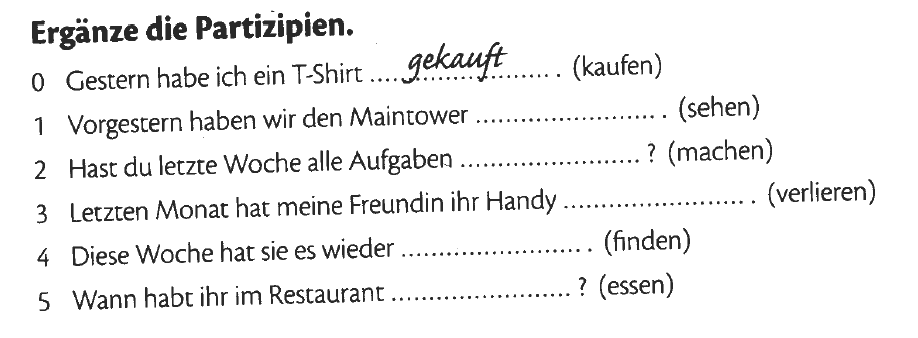 Ergänze die Partizipien.
0 Gestern habe ich ein T-Shirt .... gekauft ........ . (kaufen)
1 Vorgestern haben wir den Maintower ........................ . (sehen)
2 Hast du letzte Woche alle Aufgaben ........................ ? (machen)
3 Letzten Monat hat meine Freundin ihr Handy ........................ . (verlieren)
4 Diese Woche hat sie es wieder ........................ . (finden)
5 Wann habt ihr im Restaurant ........................ ? (essen)